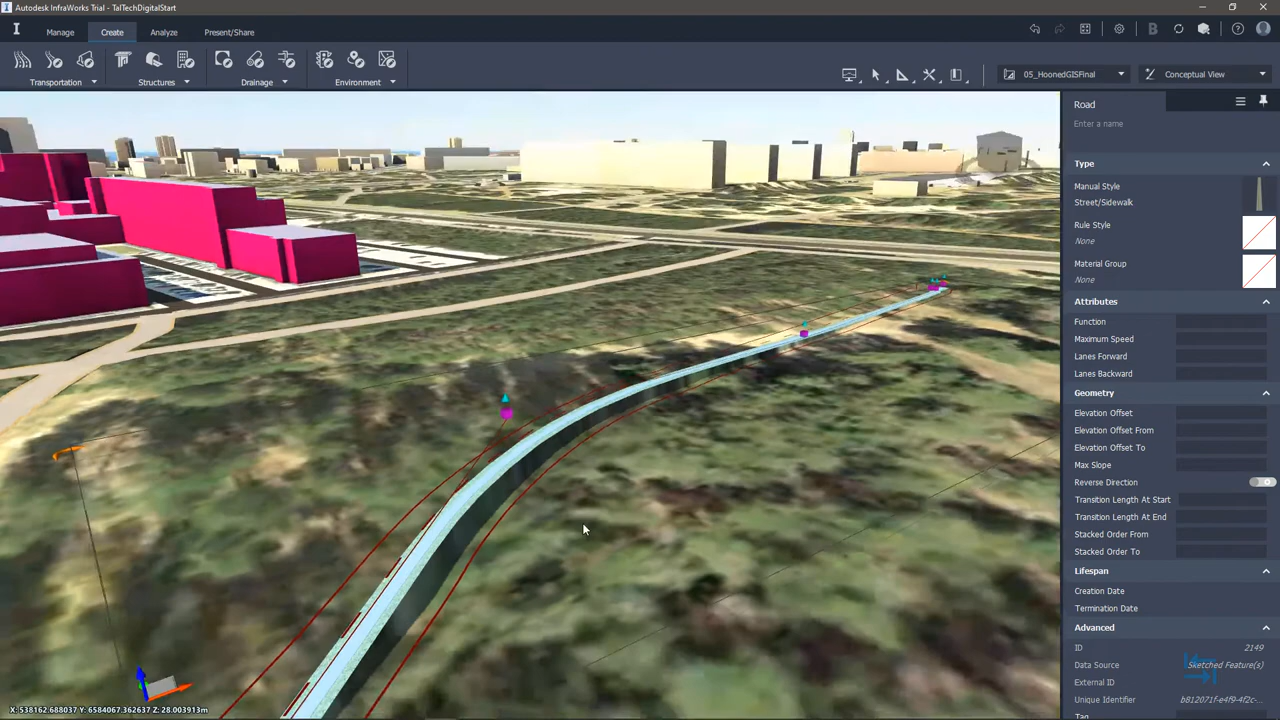 Autodesk InfraWorks Trial - TalTechDigitalStart
Manage Create Analyze Present/Share
Transportation Structures Drainage Environment
05_HoonedGISFinal Conceptual View
Road
Enter a name
Type
Manual Style
Street/Sidewalk
Rule Style
None
Material Group
None
Attributes
Function
Maximum Speed
Lanes Forward
Lanes Backward
Geometry
Elevation Offset
Elevation Offset From
Elevation Offset To
Max Slope
Reverse Direction
Transition Length At Start
Transition Length At End
Stacked Order From
Stacked Order To
Lifespan
Creation Date
Termination Date
Advanced
ID 2149
Data Source Sketched Feature(s)
External ID
Unique Identifier b812071f-e4f9-4f2c-...
Tag
X: 538162.688037 Y: 6584067.362637 Z: 28.003913m